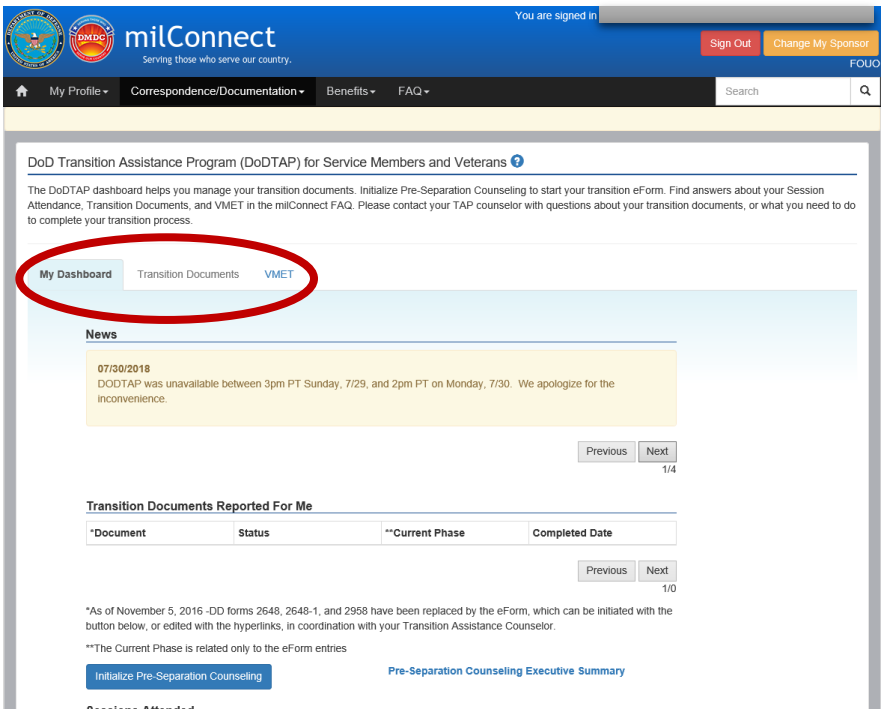 You are signed in
DMDC
milConnect
Serving those who serve our country.
Sign Out
Change My Sponsor
FOUO
My Profile
Correspondence/Documentation
Benefits
FAQ
Search
DoD Transition Assistance Program (DoDTAP) for Service Members and Veterans ?
The DoDTAP dashboard helps you manage your transition documents. Initialize Pre-Separation Counseling to start your transition eForm. Find answers about your Session
Attendance, Transition Documents, and VMET in the milConnect FAQ. Please contact your TAP counselor with questions about your transition documents, or what you need to do
to complete your transition process.
My Dashboard
Transition Documents
VMET
News
07/30/2018
DODTAP was unavailable between 3pm PT Sunday, 7/29, and 2pm PT on Monday, 7/30. We apologize for the
inconvenience.
Previous
Next
1/4
Transition Documents Reported For Me
*Document
Status
**Current Phase
Completed Date
Previous
Next
1/0
*As of November 5, 2016 -DD forms 2648, 2648-1, and 2958 have been replaced by the eForm, which can be initiated with the
button below, or edited with the hyperlinks, in coordination with your Transition Assistance Counselor.
**The Current Phase is related only to the eForm entries
Initialize Pre-Separation Counseling
Pre-Separation Counseling Executive Summary
Sessions Attended